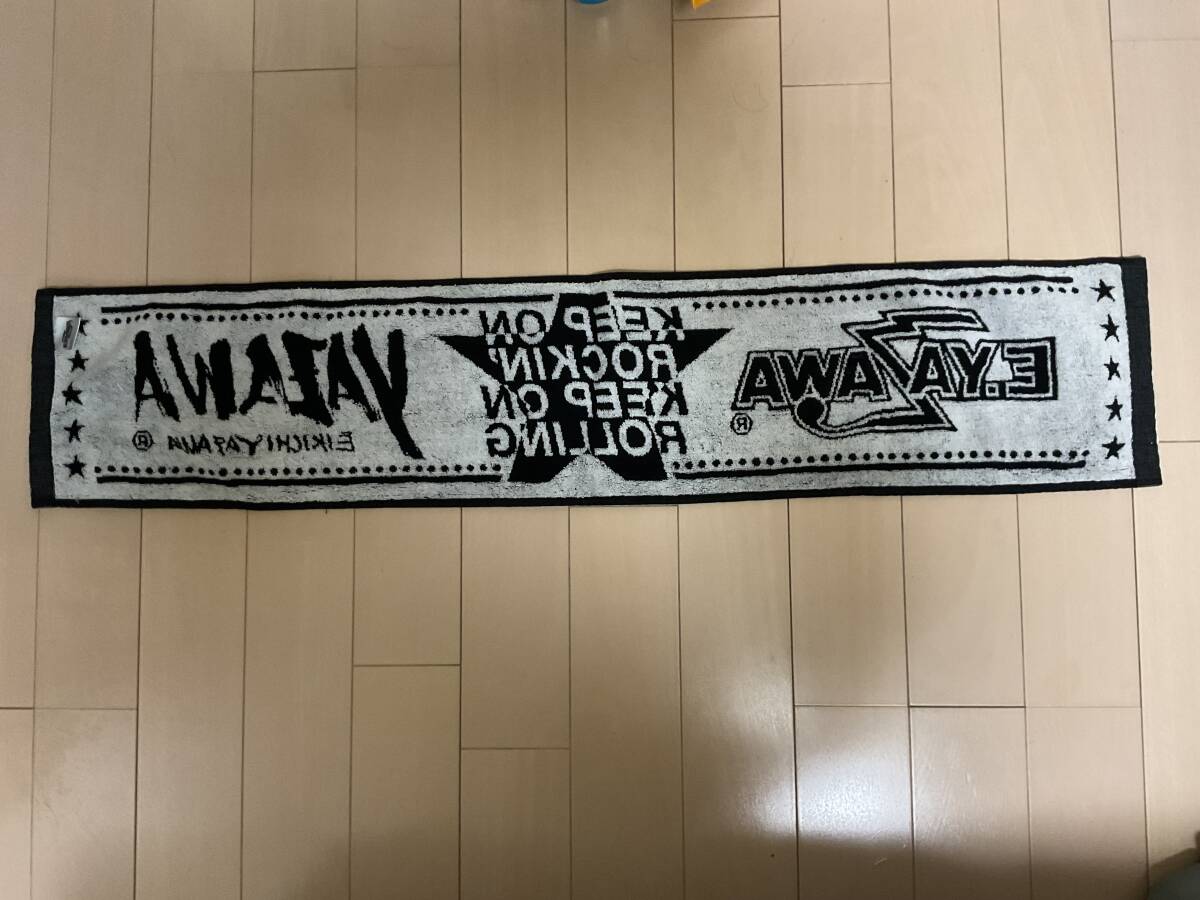 E.YAZAWA
®
KEEP ON
ROCKIN'
KEEP ON
ROLLING
YAZAWA
EIKICHI YAZAWA ®